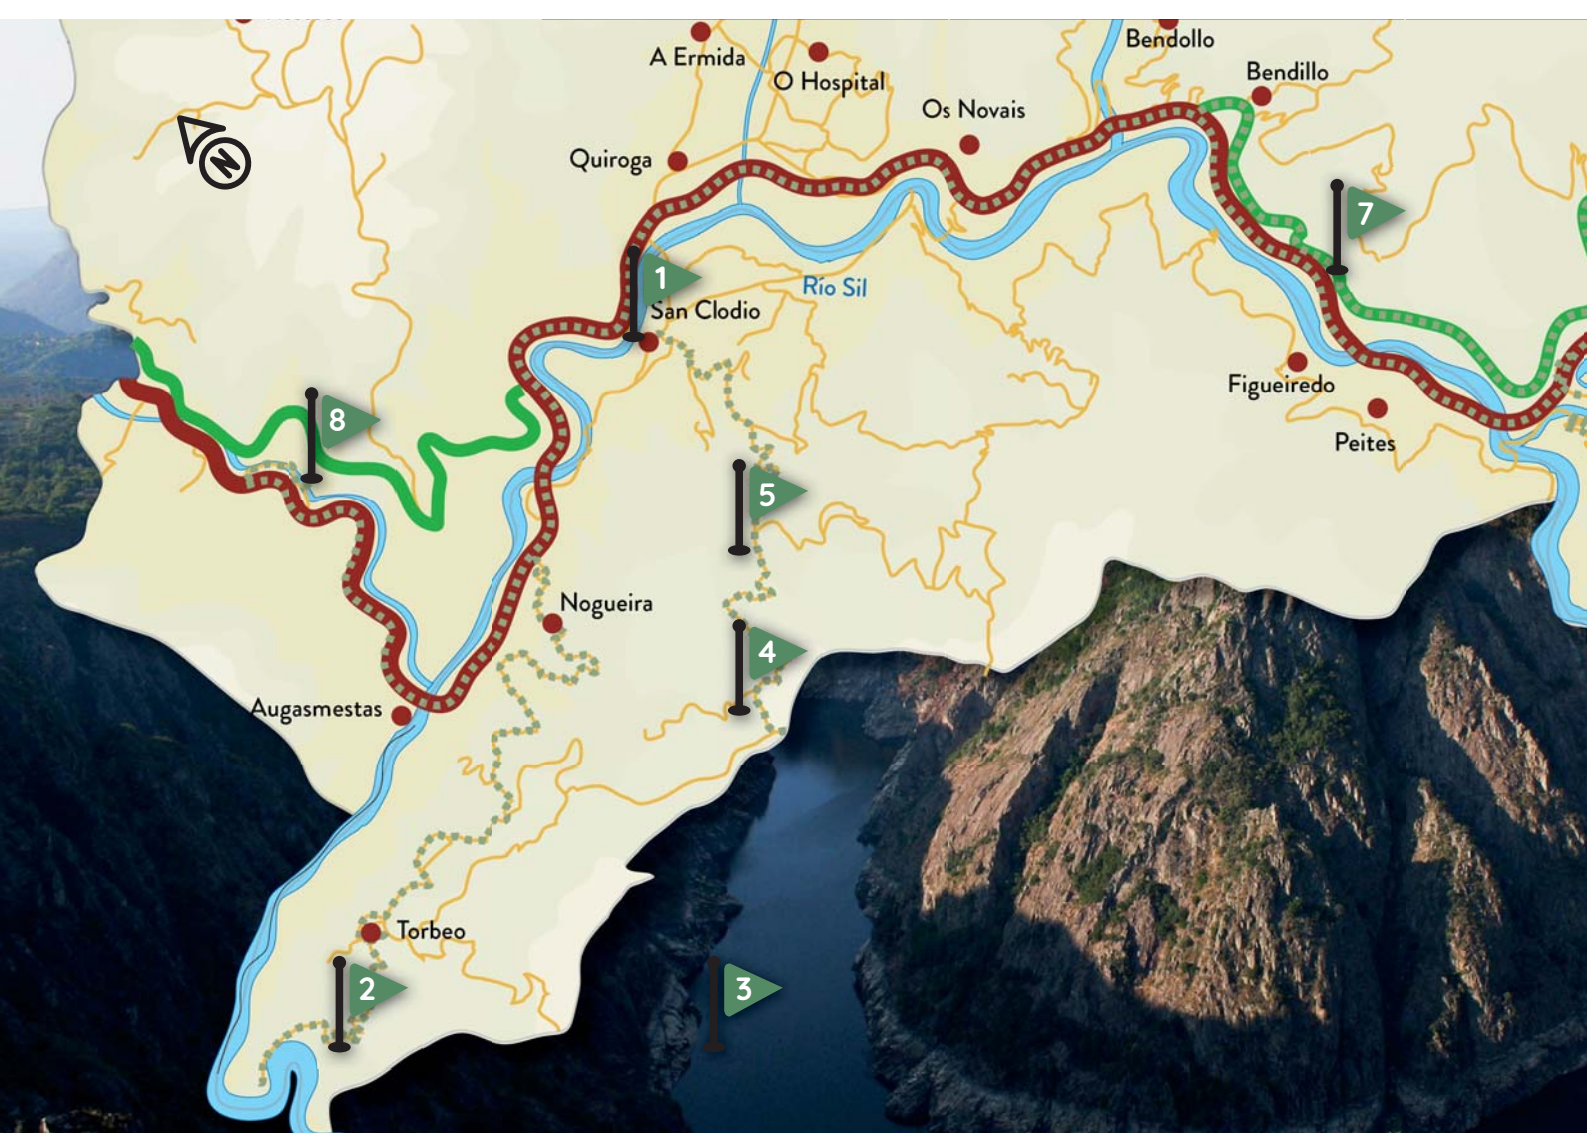 Bendollo
A Ermida
Bendillo
O Hospital
Os Novais
Quiroga
N
7
1
Río Sil
San Clodio
Figueiredo
8
Peites
5
Nogueira
4
Augasmestas
Torbeo
2
3